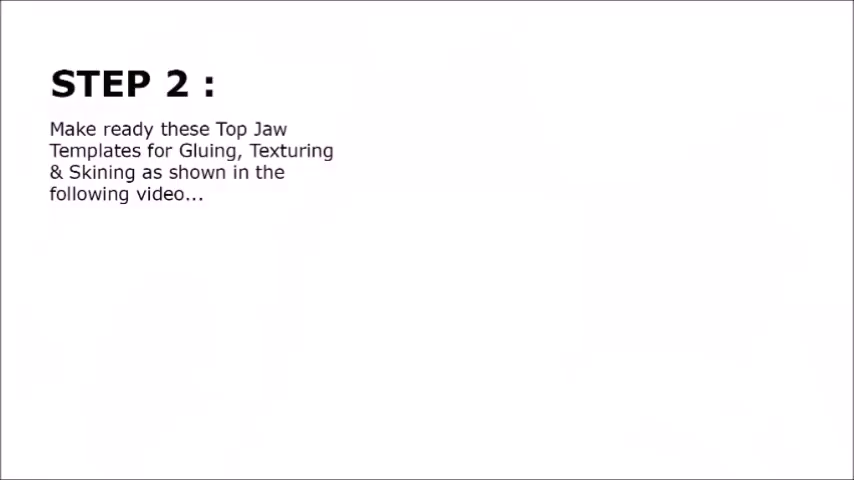 STEP 2 :
Make ready these Top Jaw
Templates for Gluing, Texturing
& Skining as shown in the
following video...